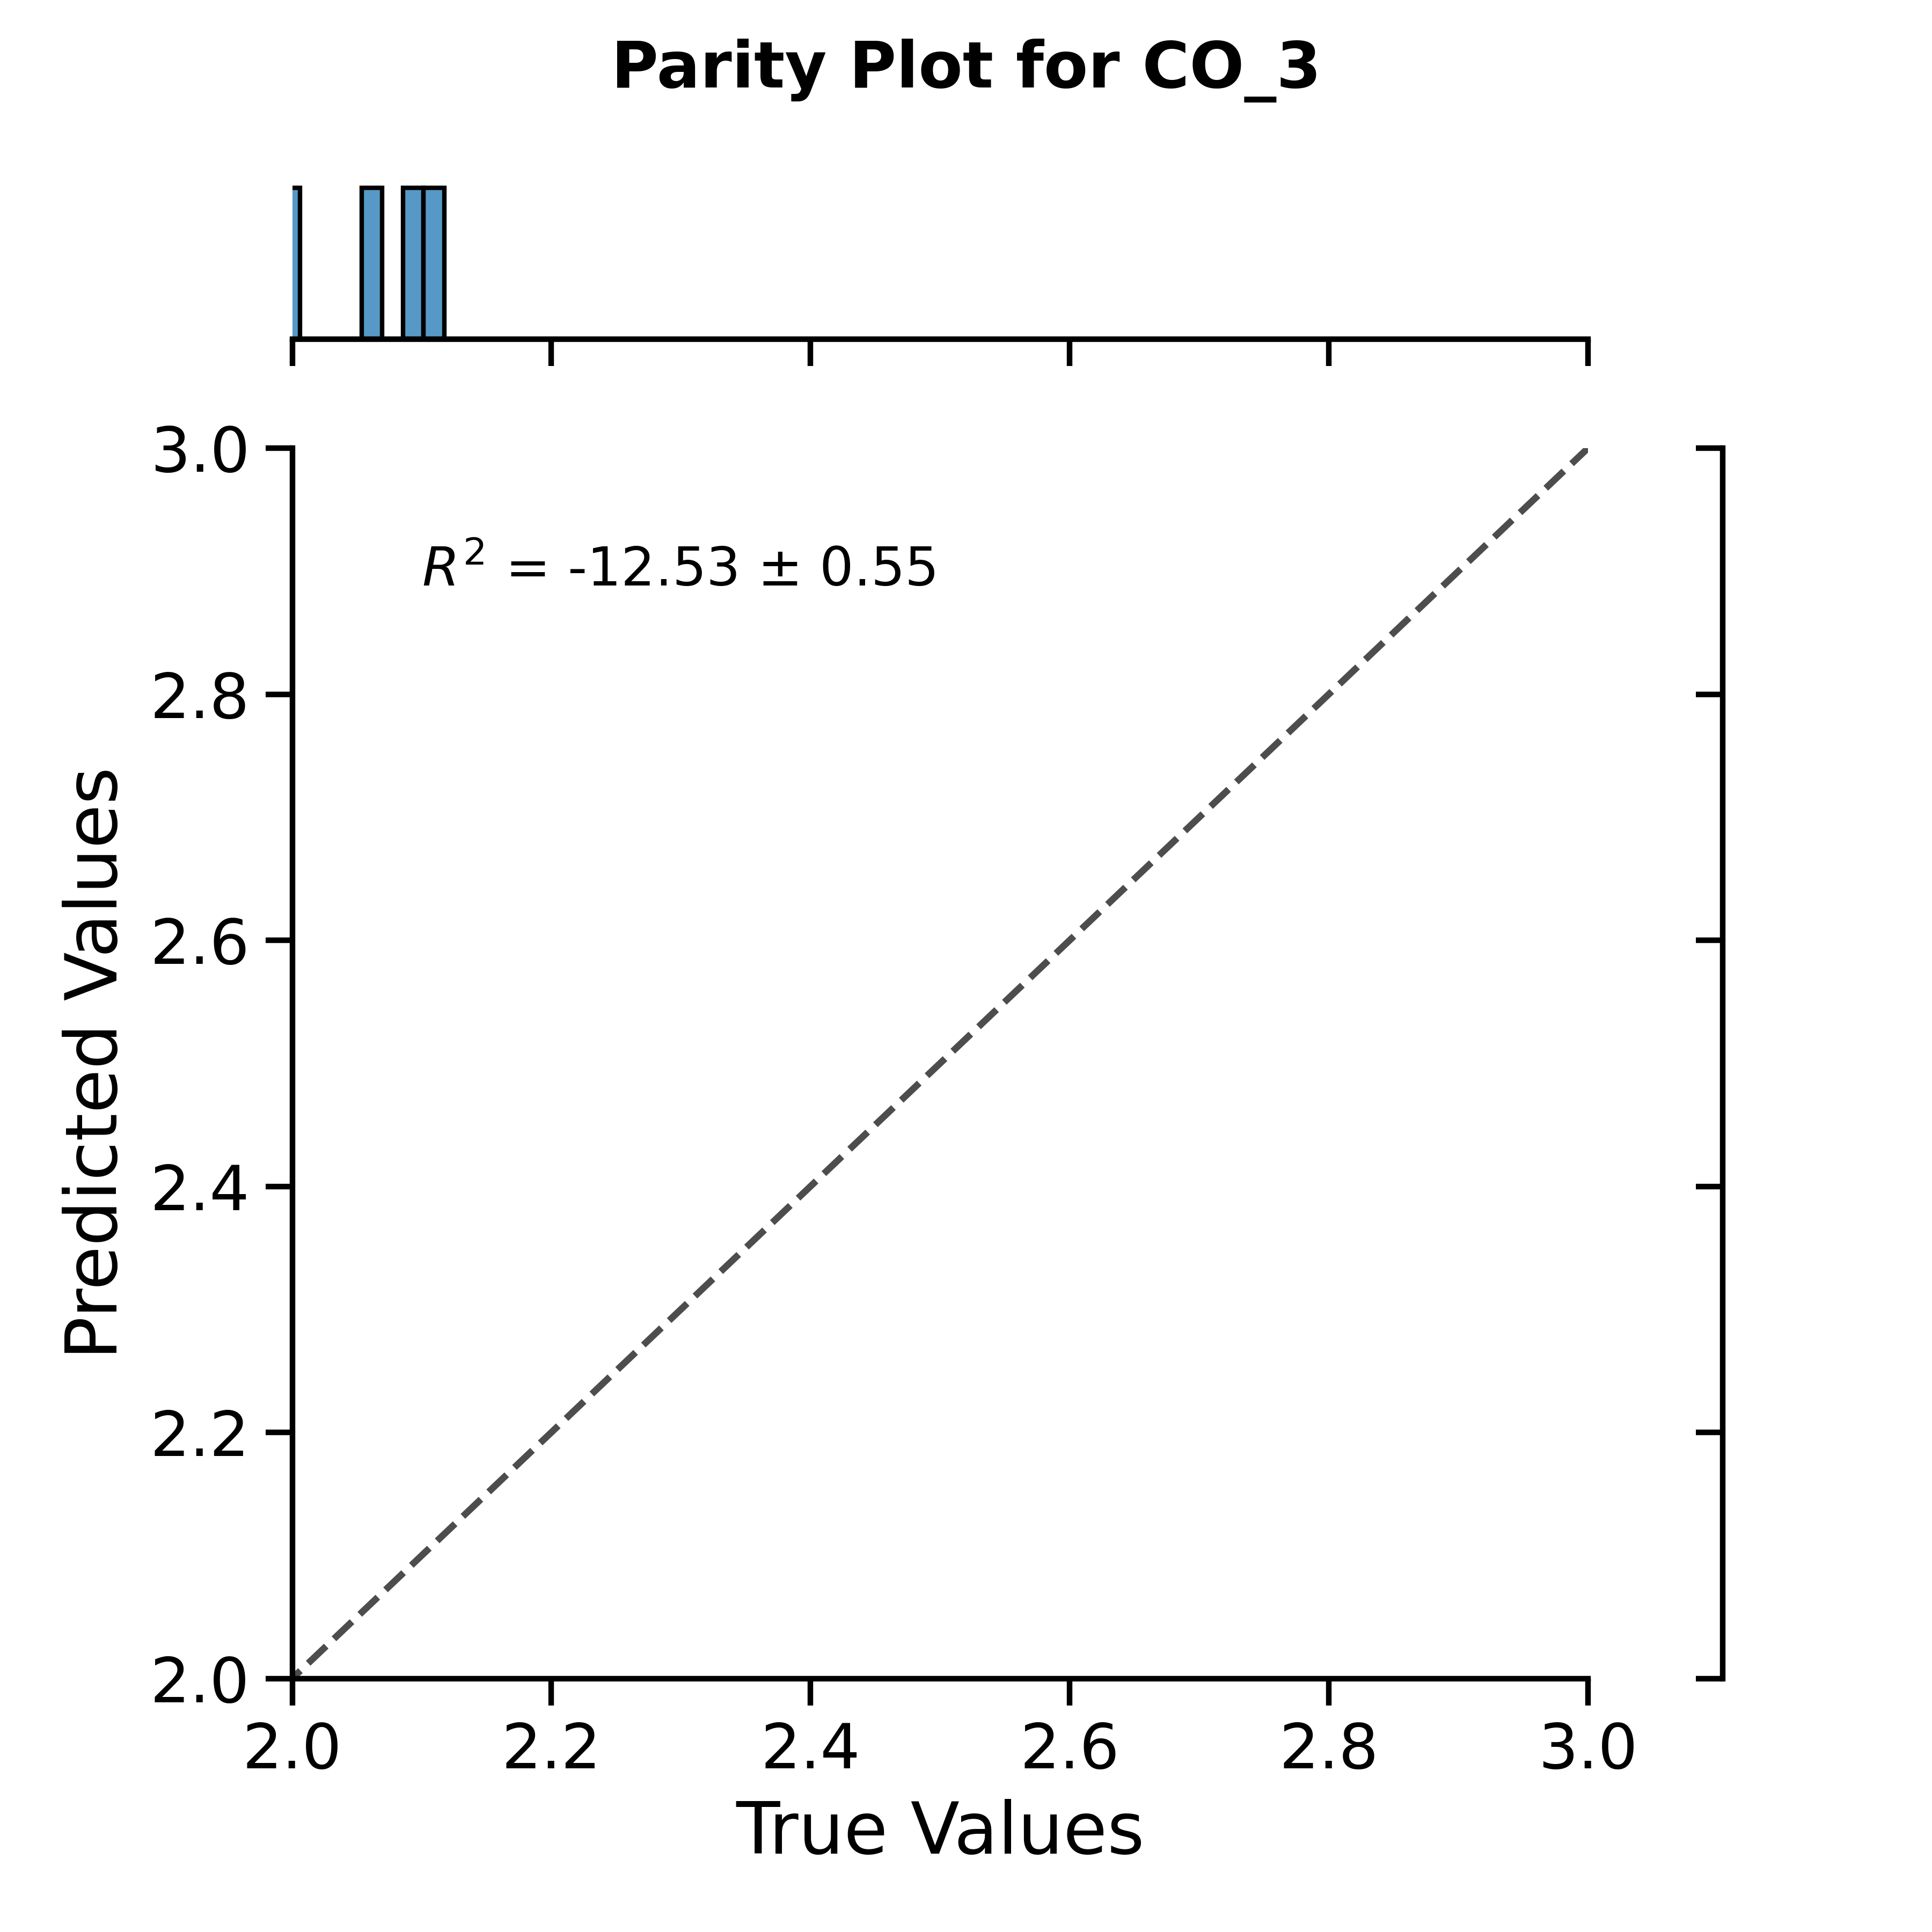 Parity Plot for CO_3
3.0
R² = -12.53 ± 0.55
2.8
2.6
2.4
2.2
2.0
Predicted Values
2.0 2.2 2.4 2.6 2.8 3.0
True Values